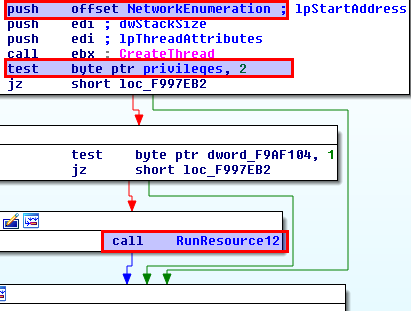 push offset NetworkEnumeration ; lpStartAddress
push edi ; dwStackSize
push edi ; lpThreadAttributes
call ebx ; CreateThread
test byte ptr privileges, 2
jz short loc_F997EB2
test byte ptr dword_F9AF104, 1
jz short loc_F997EB2
call RunResource12